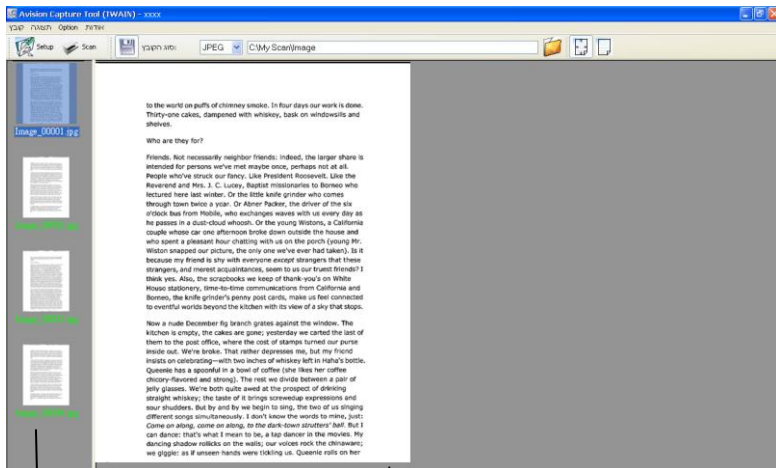 Avision Capture Tool (TWAIN) - xxxx
קובץ תצוגה Option אודות
Setup Scan סוג הקובץ: JPEG C:\My Scan\Image
Image_00001.jpg
to the world on puffs of chimney smoke. In four days our work is done.
Thirty-one cakes, dampened with whiskey, bask on windowsills and
shelves.
Who are they for?
Friends. Not necessarily neighbor friends: indeed, the larger share is
intended for persons we've met maybe once, perhaps not at all.
People who've struck our fancy. Like President Roosevelt. Like the
Reverend and Mrs. J. C. Lucey, Baptist missionaries to Borneo who
lectured here last winter. Or the little knife grinder who comes
through town twice a year. Or Abner Packer, the driver of the six
o'clock bus from Mobile, who exchanges waves with us every day as
he passes in a dust-cloud whoosh. Or the young Wistons, a California
couple whose car one afternoon broke down outside the house and
who spent a pleasant hour chatting with us on the porch (young Mr.
Wiston snapped our picture, the only one we've ever had taken). Is it
because my friend is shy with everyone except strangers that these
strangers, and merest acquaintances, seem to us our truest friends? I
think yes. Also, the scrapbooks we keep of thank-you's on White
House stationery, time-to-time communications from California and
Borneo, the knife grinder's penny post cards, make us feel connected
to eventful worlds beyond the kitchen with its view of a sky that stops.
Now a nude December fig branch grates against the window. The
kitchen is empty, the cakes are gone; yesterday we carted the last of
them to the post office, where the cost of stamps turned our purse
inside out. We're broke. That rather depresses me, but my friend
insists on celebrating—with two inches of whiskey left in Haha's bottle.
Queenie has a spoonful in a bowl of coffee (she likes her coffee
chicory-flavored and strong). The rest we divide between a pair of
jelly glasses. We're both quite awed at the prospect of drinking
straight whiskey; the taste of it brings screwedup expressions and
sour shudders. But by and by we begin to sing, the two of us singing
different songs simultaneously. I don't know the words to mine, just:
Come on along, come on along, to the dark-town strutters' ball. But I
can dance: that's what I mean to be, a tap dancer in the movies. My
dancing shadow rollicks on the walls; our voices rock the chinaware;
we giggle: as if unseen hands were tickling us. Queenie rolls on her